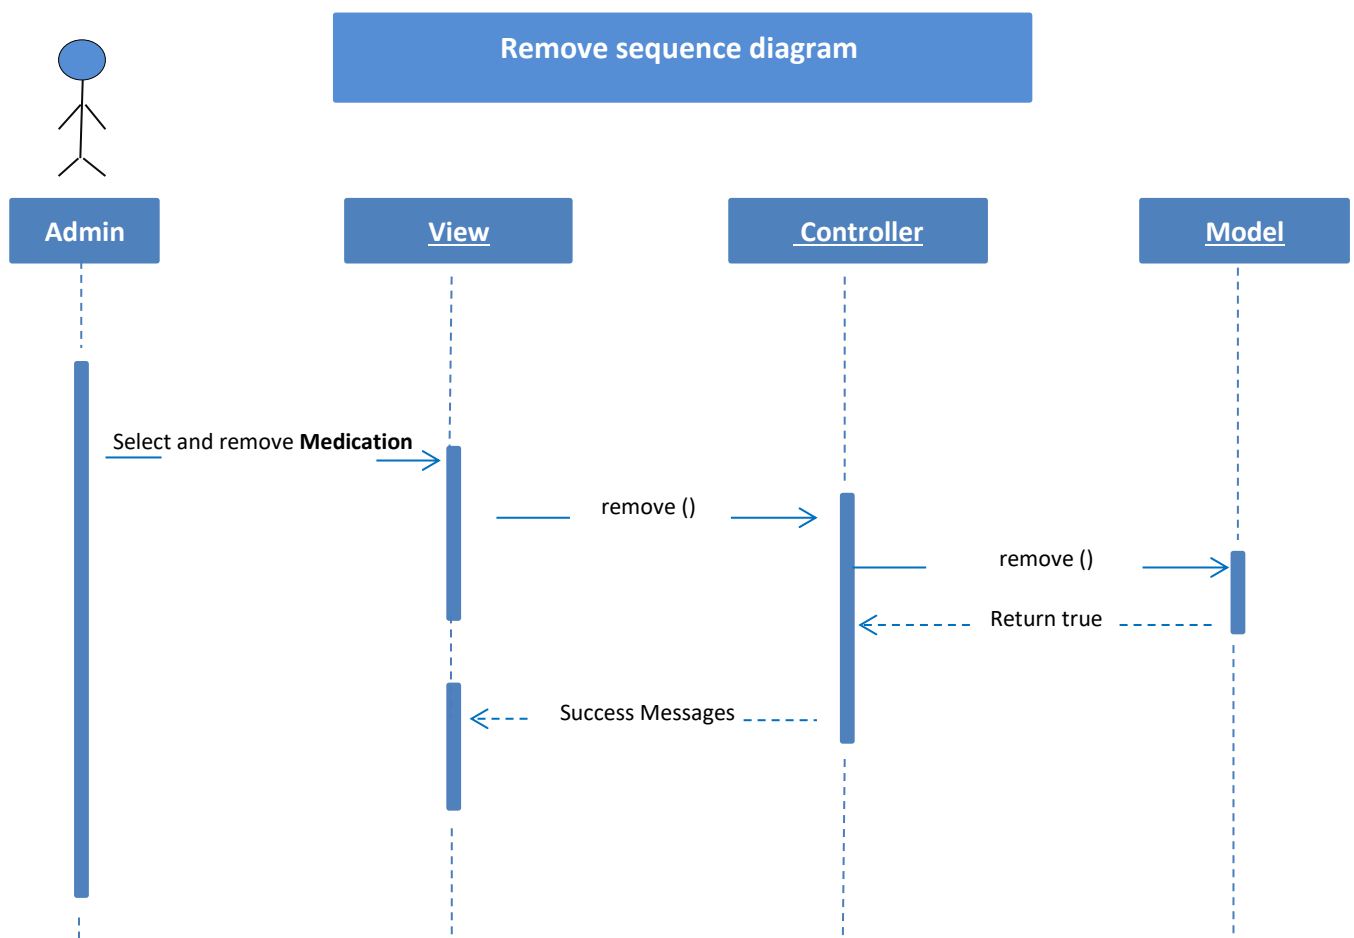 Remove sequence diagram
Admin
View
Controller
Model
Select and remove Medication
remove ()
remove ()
Return true
Success Messages